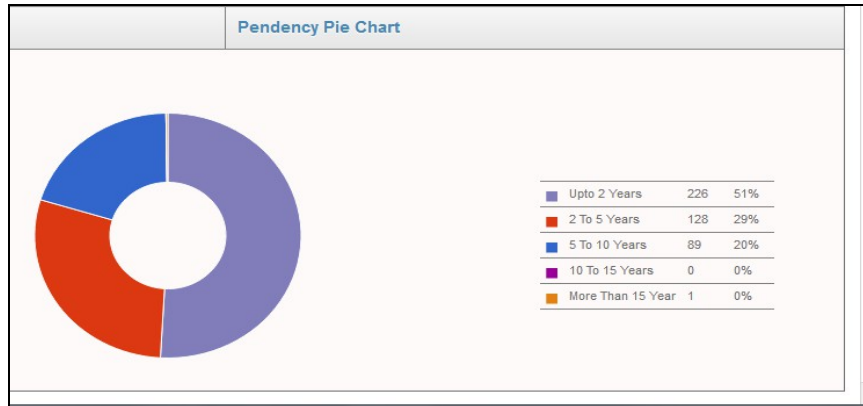 Pendency Pie Chart
Upto 2 Years 226 51%
2 To 5 Years 128 29%
5 To 10 Years 89 20%
10 To 15 Years 0 0%
More Than 15 Year 1 0%